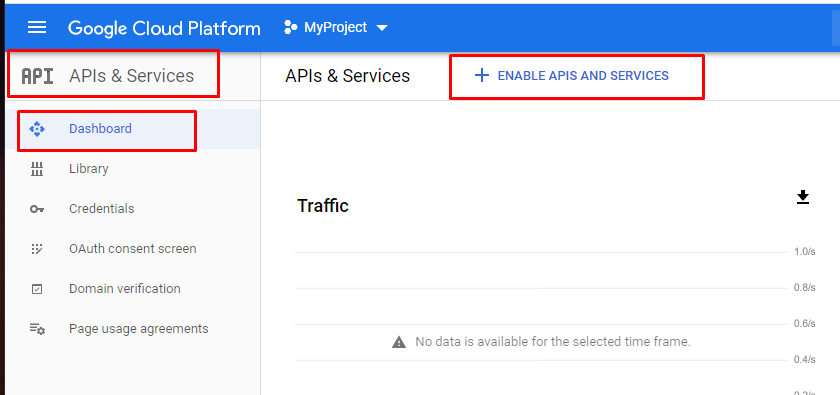 Google Cloud Platform MyProject
API APIs & Services
Dashboard
Library
Credentials
OAuth consent screen
Domain verification
Page usage agreements
APIs & Services
ENABLE APIS AND SERVICES
Traffic
1.0/s
0.8/s
0.6/s
No data is available for the selected time frame.
0.4/s